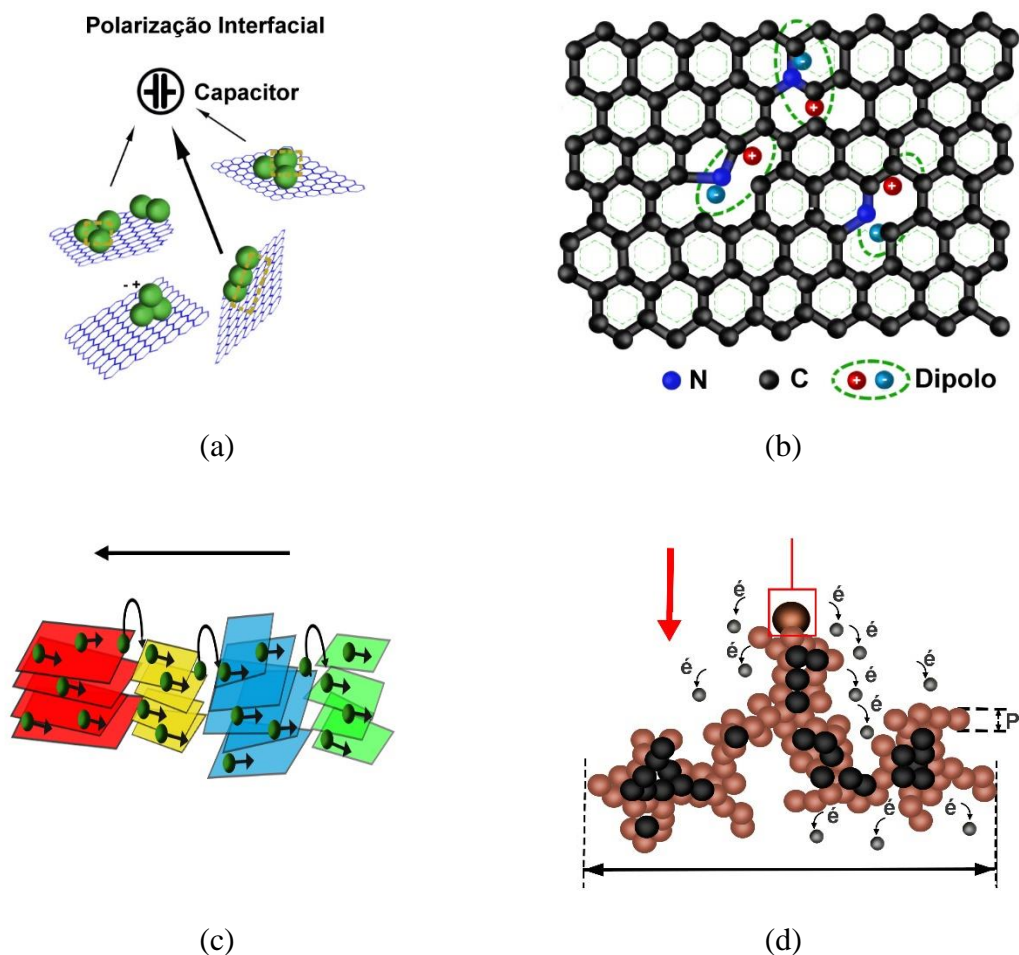 Polarização Interfacial
Capacitor
- +
(a)
+ -
+ -
+ -
N C + - Dipolo
(b)
(c)
é é
é é é
é é
é
P
é é é
(d)